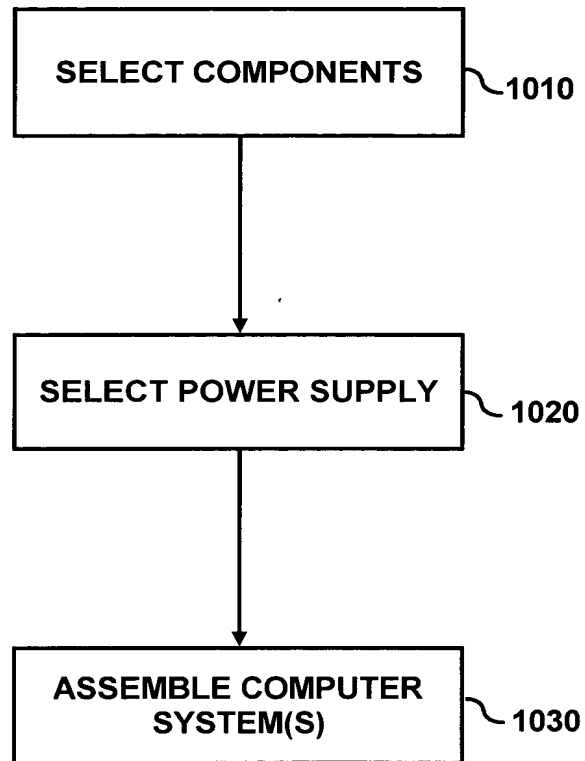 SELECT COMPONENTS
1010
SELECT POWER SUPPLY
1020
ASSEMBLE COMPUTER
SYSTEM(S)
1030